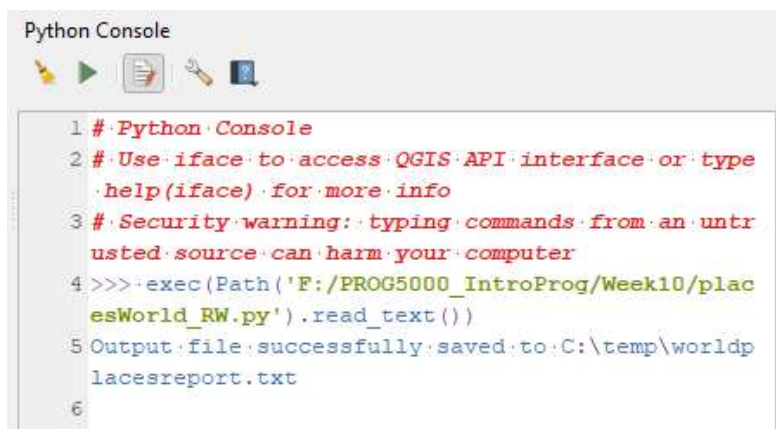 Python Console
1 # Python Console
2 # Use iface to access QGIS API interface or type
help(iface) for more info
3 # Security warning: typing commands from an untr
usted source can harm your computer
4 >>> exec(Path('F:/PROG5000_IntroProg/Week10/plac
esWorld_RW.py').read_text())
5 Output file successfully saved to C:\temp\worldp
lacesreport.txt
6